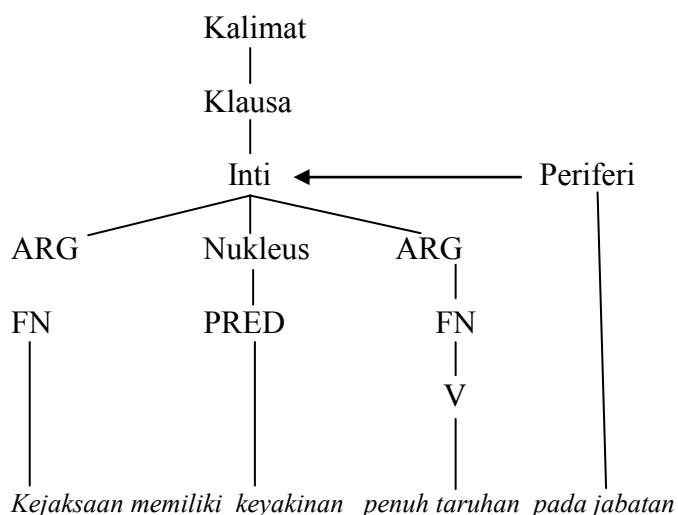 Kalimat
Klausa
Inti Periferi
ARG Nukleus ARG
FN PRED FN
V
Kejaksaan memiliki keyakinan penuh taruhan pada jabatan